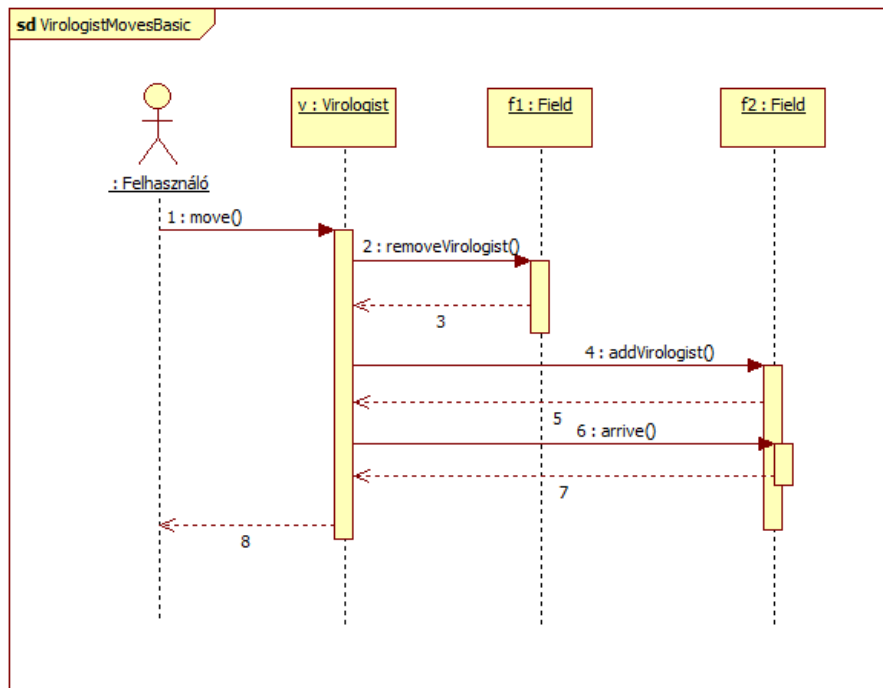 sd VirologistMovesBasic
v : Virologist
f1 : Field
f2 : Field
: Felhasználó
1 : move()
2 : removeVirologist()
3
4 : addVirologist()
5
6 : arrive()
7
8